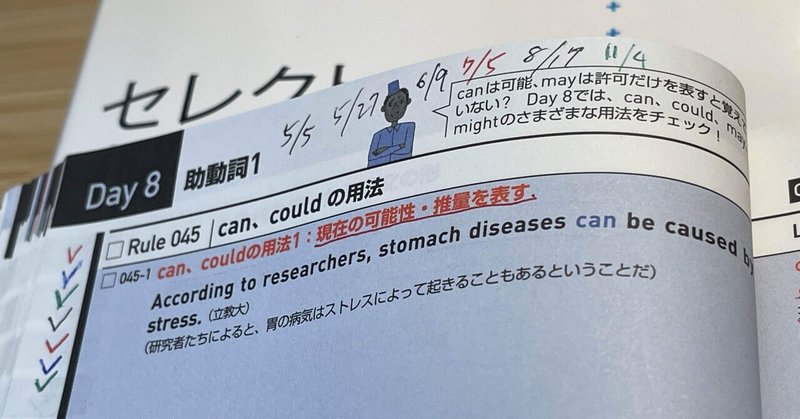 セレク
5/5 5/27 6/9 7/5 8/17 11/4
canは可能、mayは許可だけを表すと覚えて
いない? Day 8では、can、could、may
mightのさまざまな用法をチェック!
Day 8 助動詞1
Rule 045 can、could の用法
045-1 can、couldの用法1:現在の可能性・推量を表す.
According to researchers, stomach diseases can be caused by
stress.(立教大)
(研究者たちによると、胃の病気はストレスによって起きることもあるということだ)